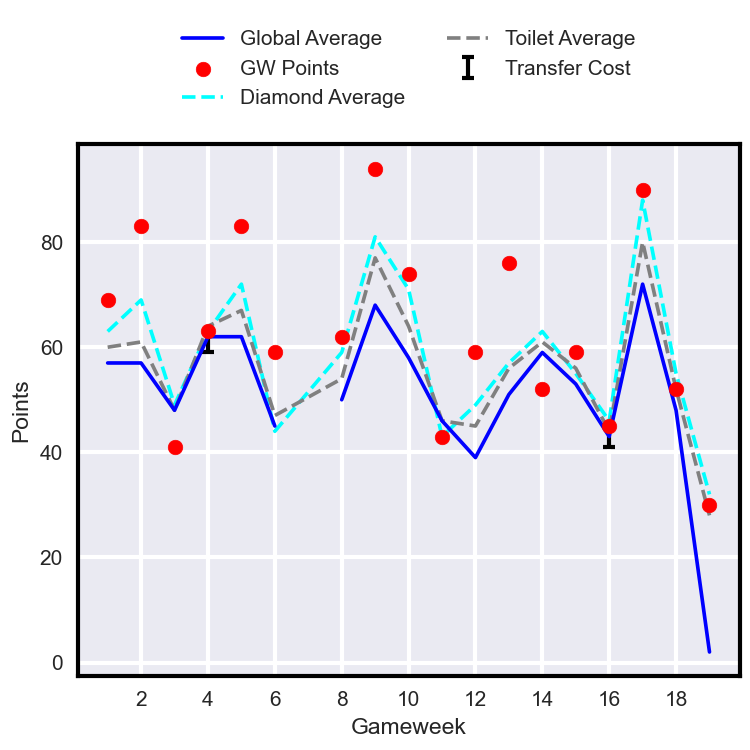 Global Average
GW Points
Diamond Average
Toilet Average
Transfer Cost
Points
80
60
40
20
0
2 4 6 8 10 12 14 16 18
Gameweek